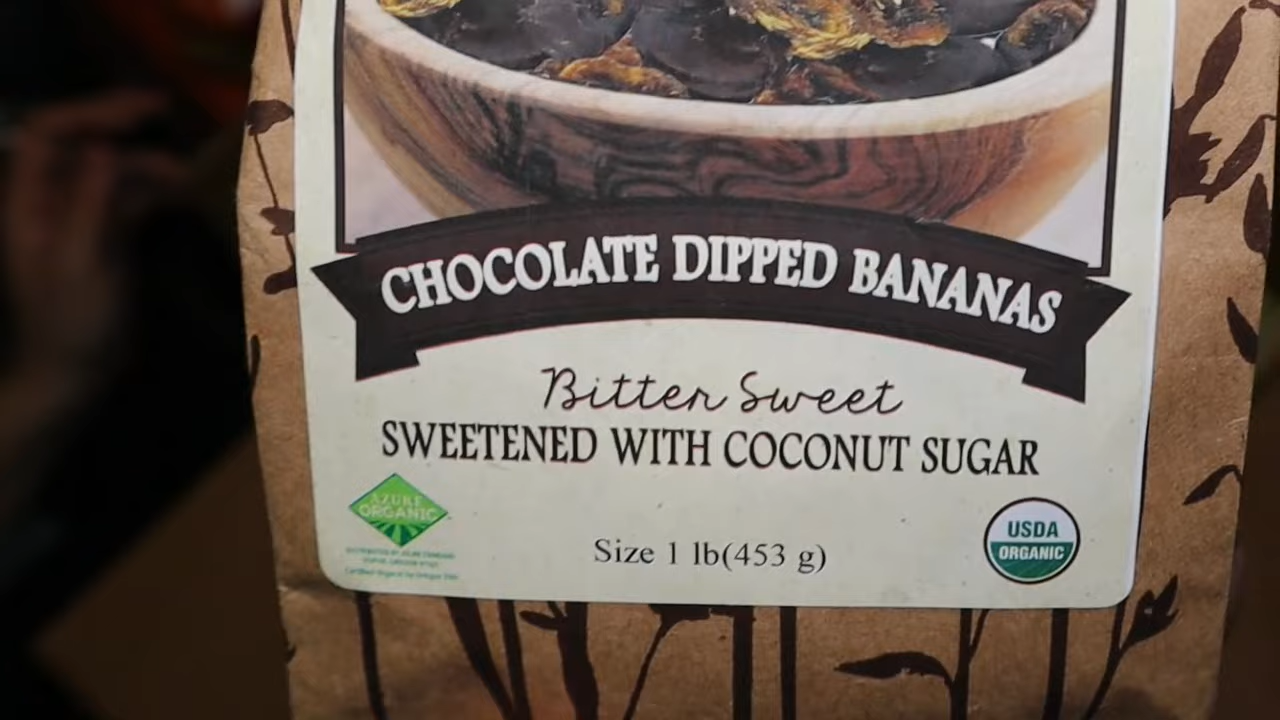 CHOCOLATE DIPPED BANANAS
Bitter Sweet
SWEETENED WITH COCONUT SUGAR
AZURE
ORGANIC
USDA
ORGANIC
Size 1 lb(453 g)